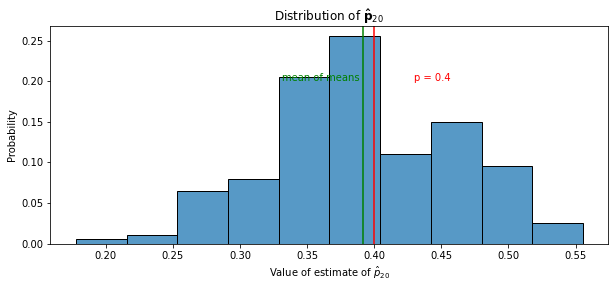 Distribution of p̂₂₀
Probability
0.25
0.20
0.15
0.10
0.05
0.00
mean of means
p = 0.4
0.20 0.25 0.30 0.35 0.40 0.45 0.50 0.55
Value of estimate of p̂₂₀